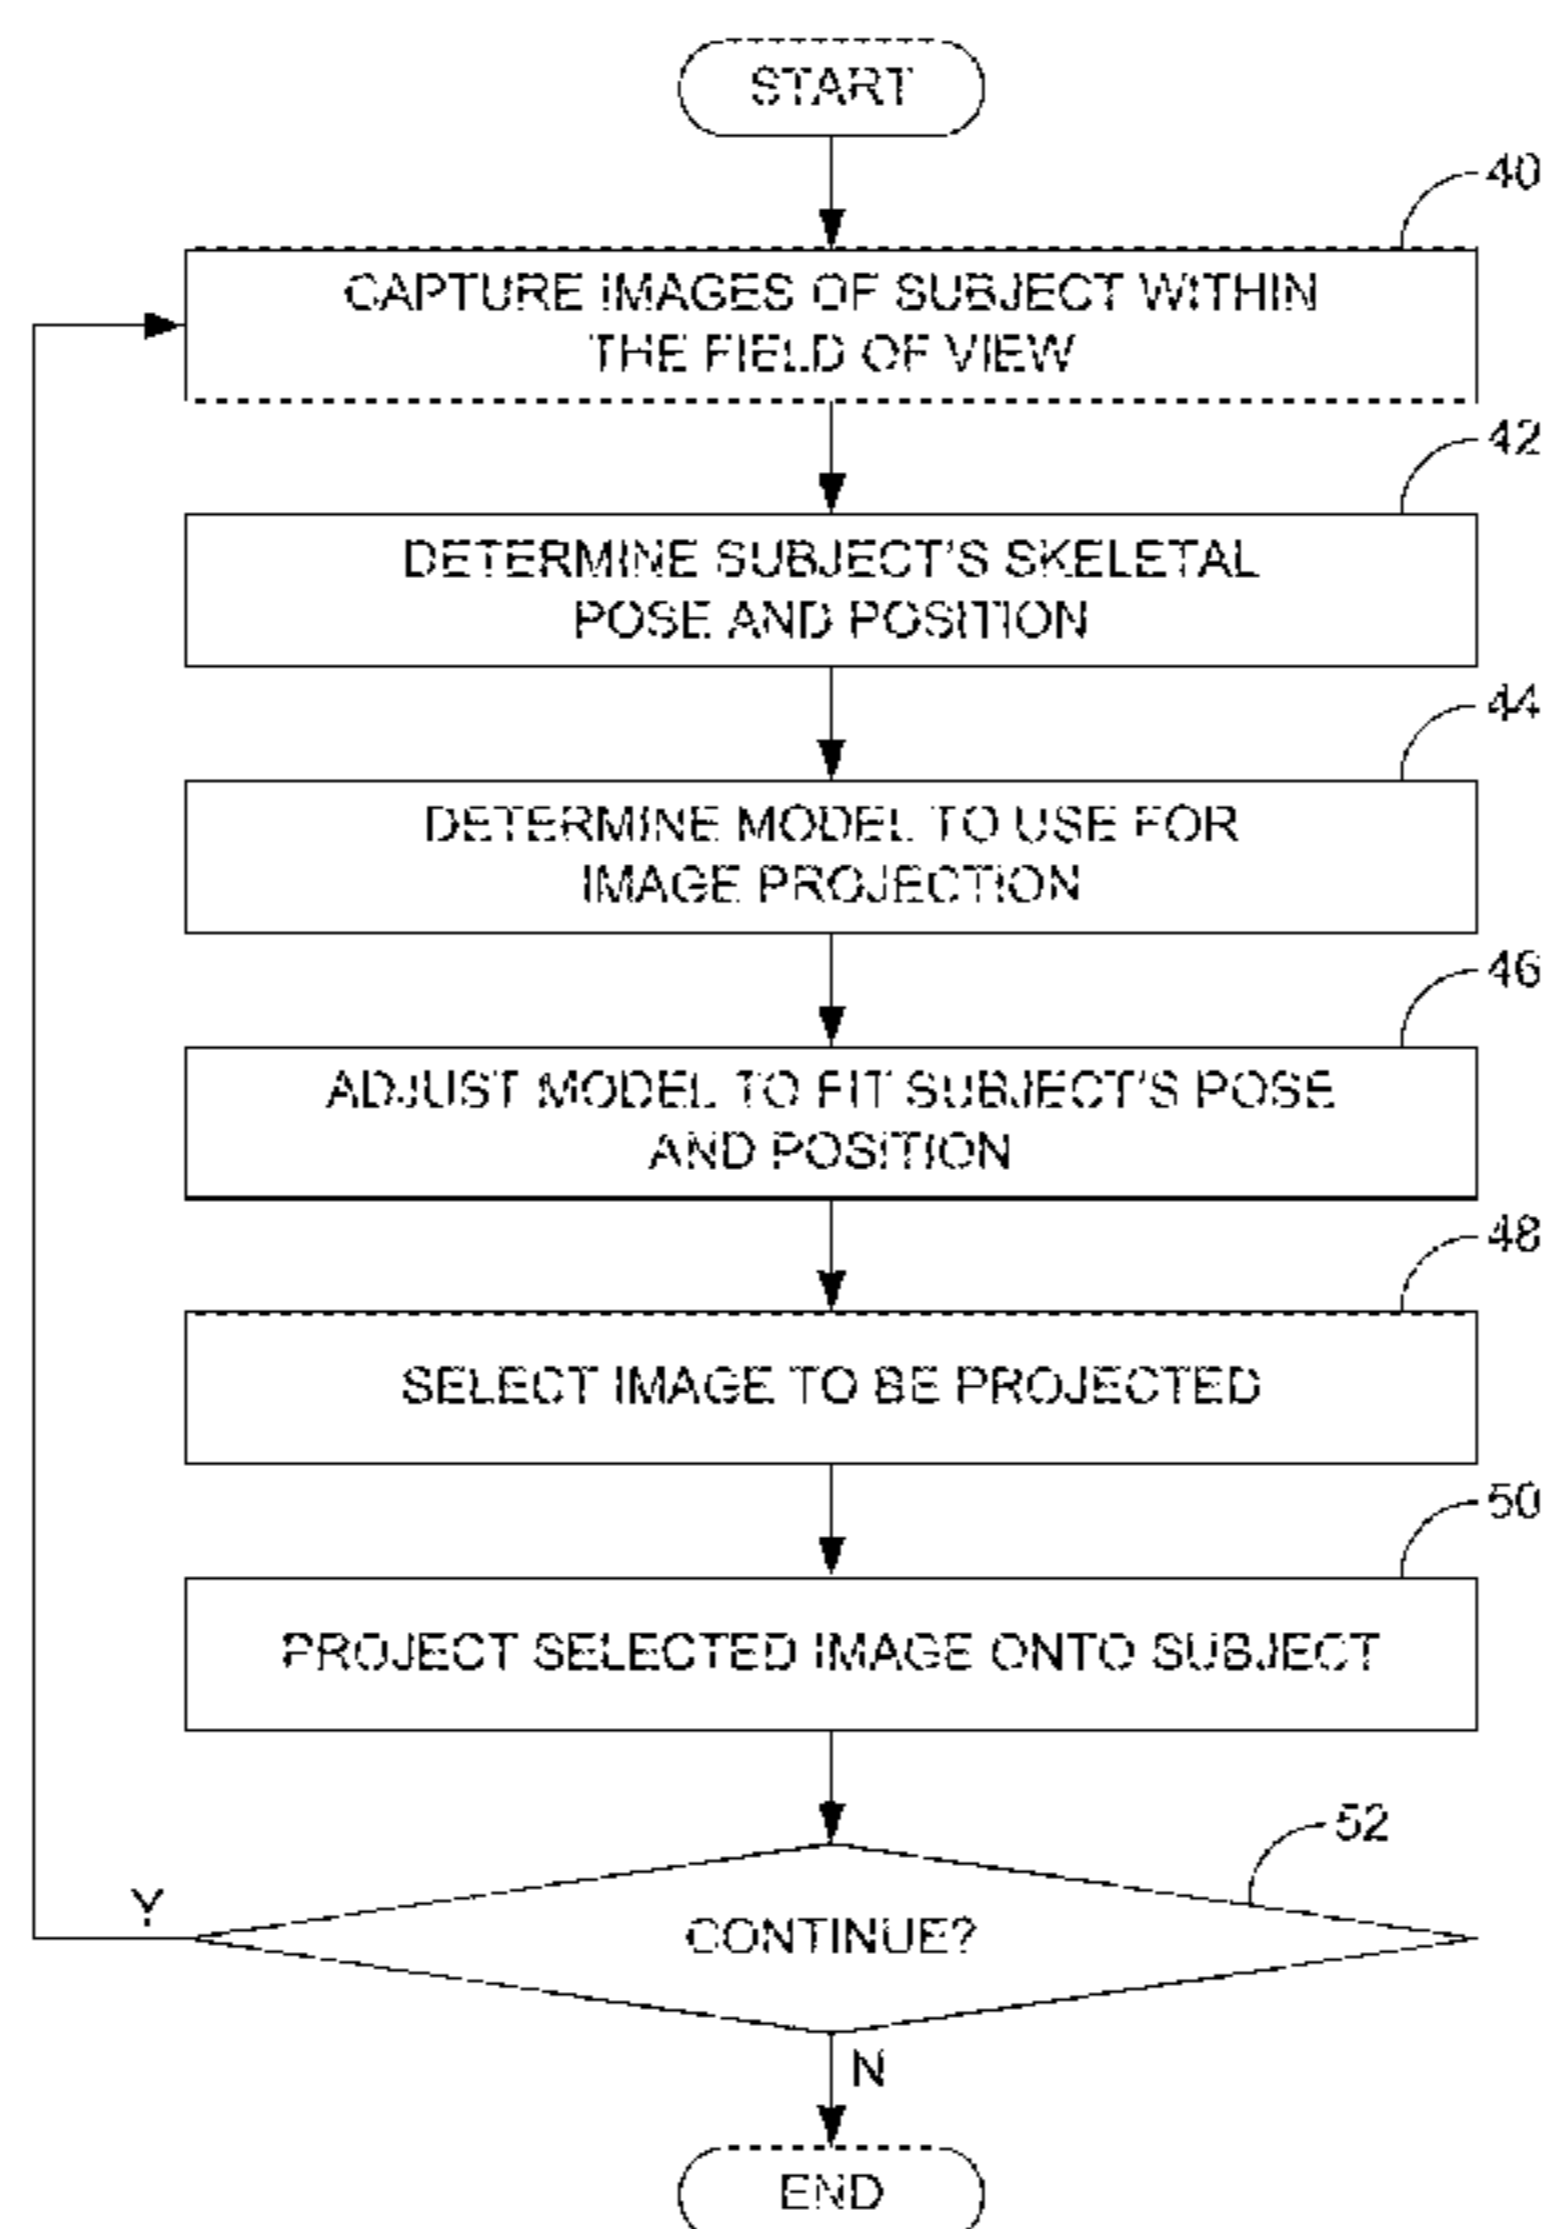 START
40
CAPTURE IMAGES OF SUBJECT WITHIN
THE FIELD OF VIEW
42
DETERMINE SUBJECT'S SKELETAL
POSE AND POSITION
44
DETERMINE MODEL TO USE FOR
IMAGE PROJECTION
46
ADJUST MODEL TO FIT SUBJECT'S POSE
AND POSITION
48
SELECT IMAGE TO BE PROJECTED
50
PROJECT SELECTED IMAGE ONTO SUBJECT
52
Y
CONTINUE?
N
END